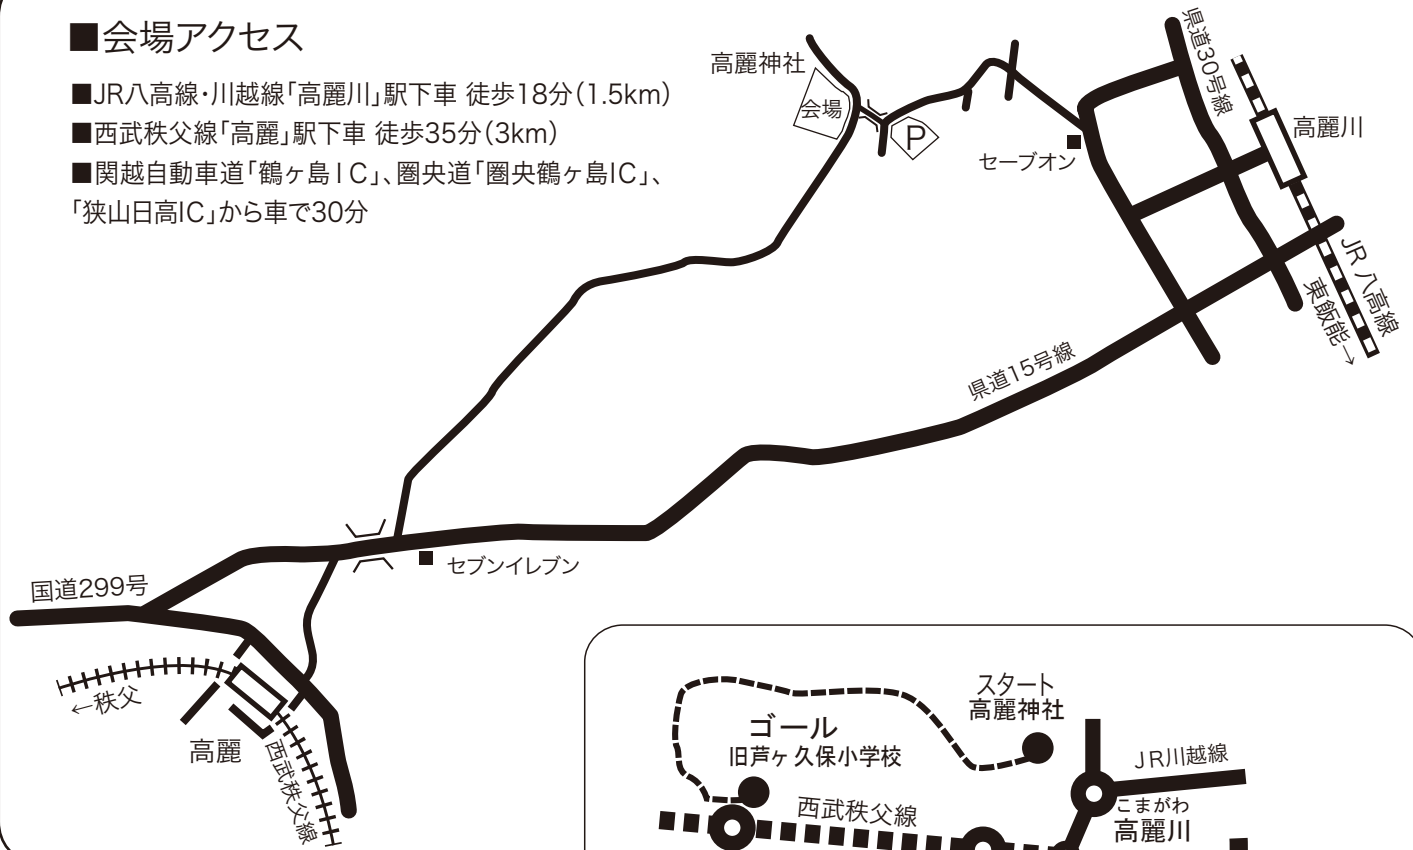 ■会場アクセス
■JR八高線・川越線「高麗川」駅下車 徒歩18分(1.5km)
■西武秩父線「高麗」駅下車 徒歩35分(3km)
■関越自動車道「鶴ヶ島IC」、圏央道「圏央鶴ヶ島IC」、
「狭山日高IC」から車で30分
高麗神社
会場
P
セーブオン
県道30号線
高麗川
JR 八高線
東飯能→
県道15号線
セブンイレブン
国道299号
←秩父
高麗
西武秩父線
スタート
高麗神社
ゴール
旧芦ヶ久保小学校
西武秩父線
JR川越線
こまがわ
高麗川